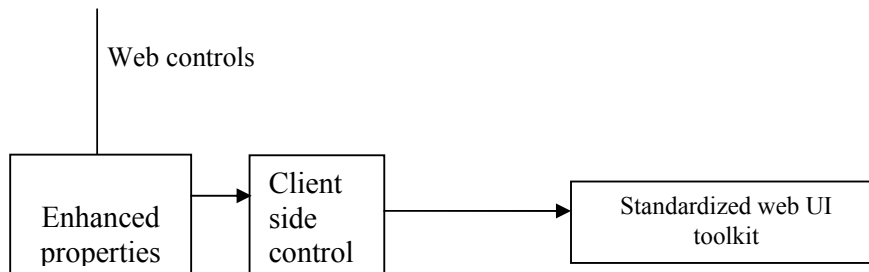 Web controls
Enhanced
properties
Client
side
control
Standardized web UI
toolkit